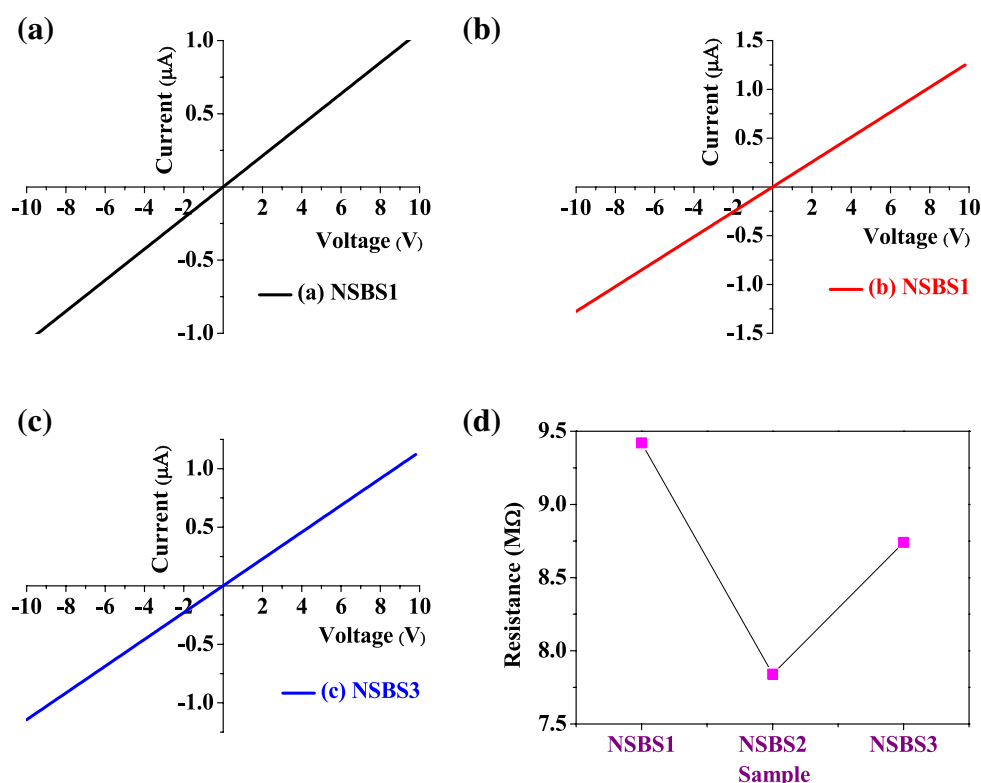 (a)
1.0
0.5
-0.5
-1.0
-10 -8 -6 -4 -2 2 4 6 8 10
Current (μA)
Voltage (V)
(a) NSBS1
(b)
1.5
1.0
0.5
-0.5
-1.0
-1.5
-10 -8 -6 -4 -2 0 2 4 6 8 10
Current (μA)
Voltage (V)
(b) NSBS1
(c)
1.0
0.5
-0.5
-1.0
-10 -8 -6 -4 -2 0 2 4 6 8 10
Current (μA)
Voltage (V)
(c) NSBS3
(d)
9.5
9.0
8.5
8.0
7.5
Resistance (MΩ)
NSBS1 NSBS2 NSBS3
Sample